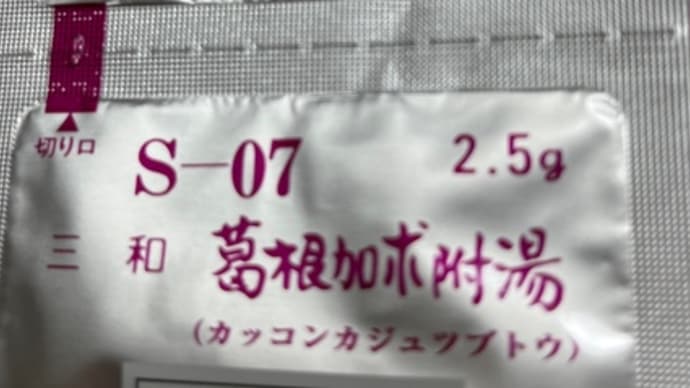 切り口
S-07 2.5g
三和 葛根加朮附湯
(カッコンカジュツブトウ)